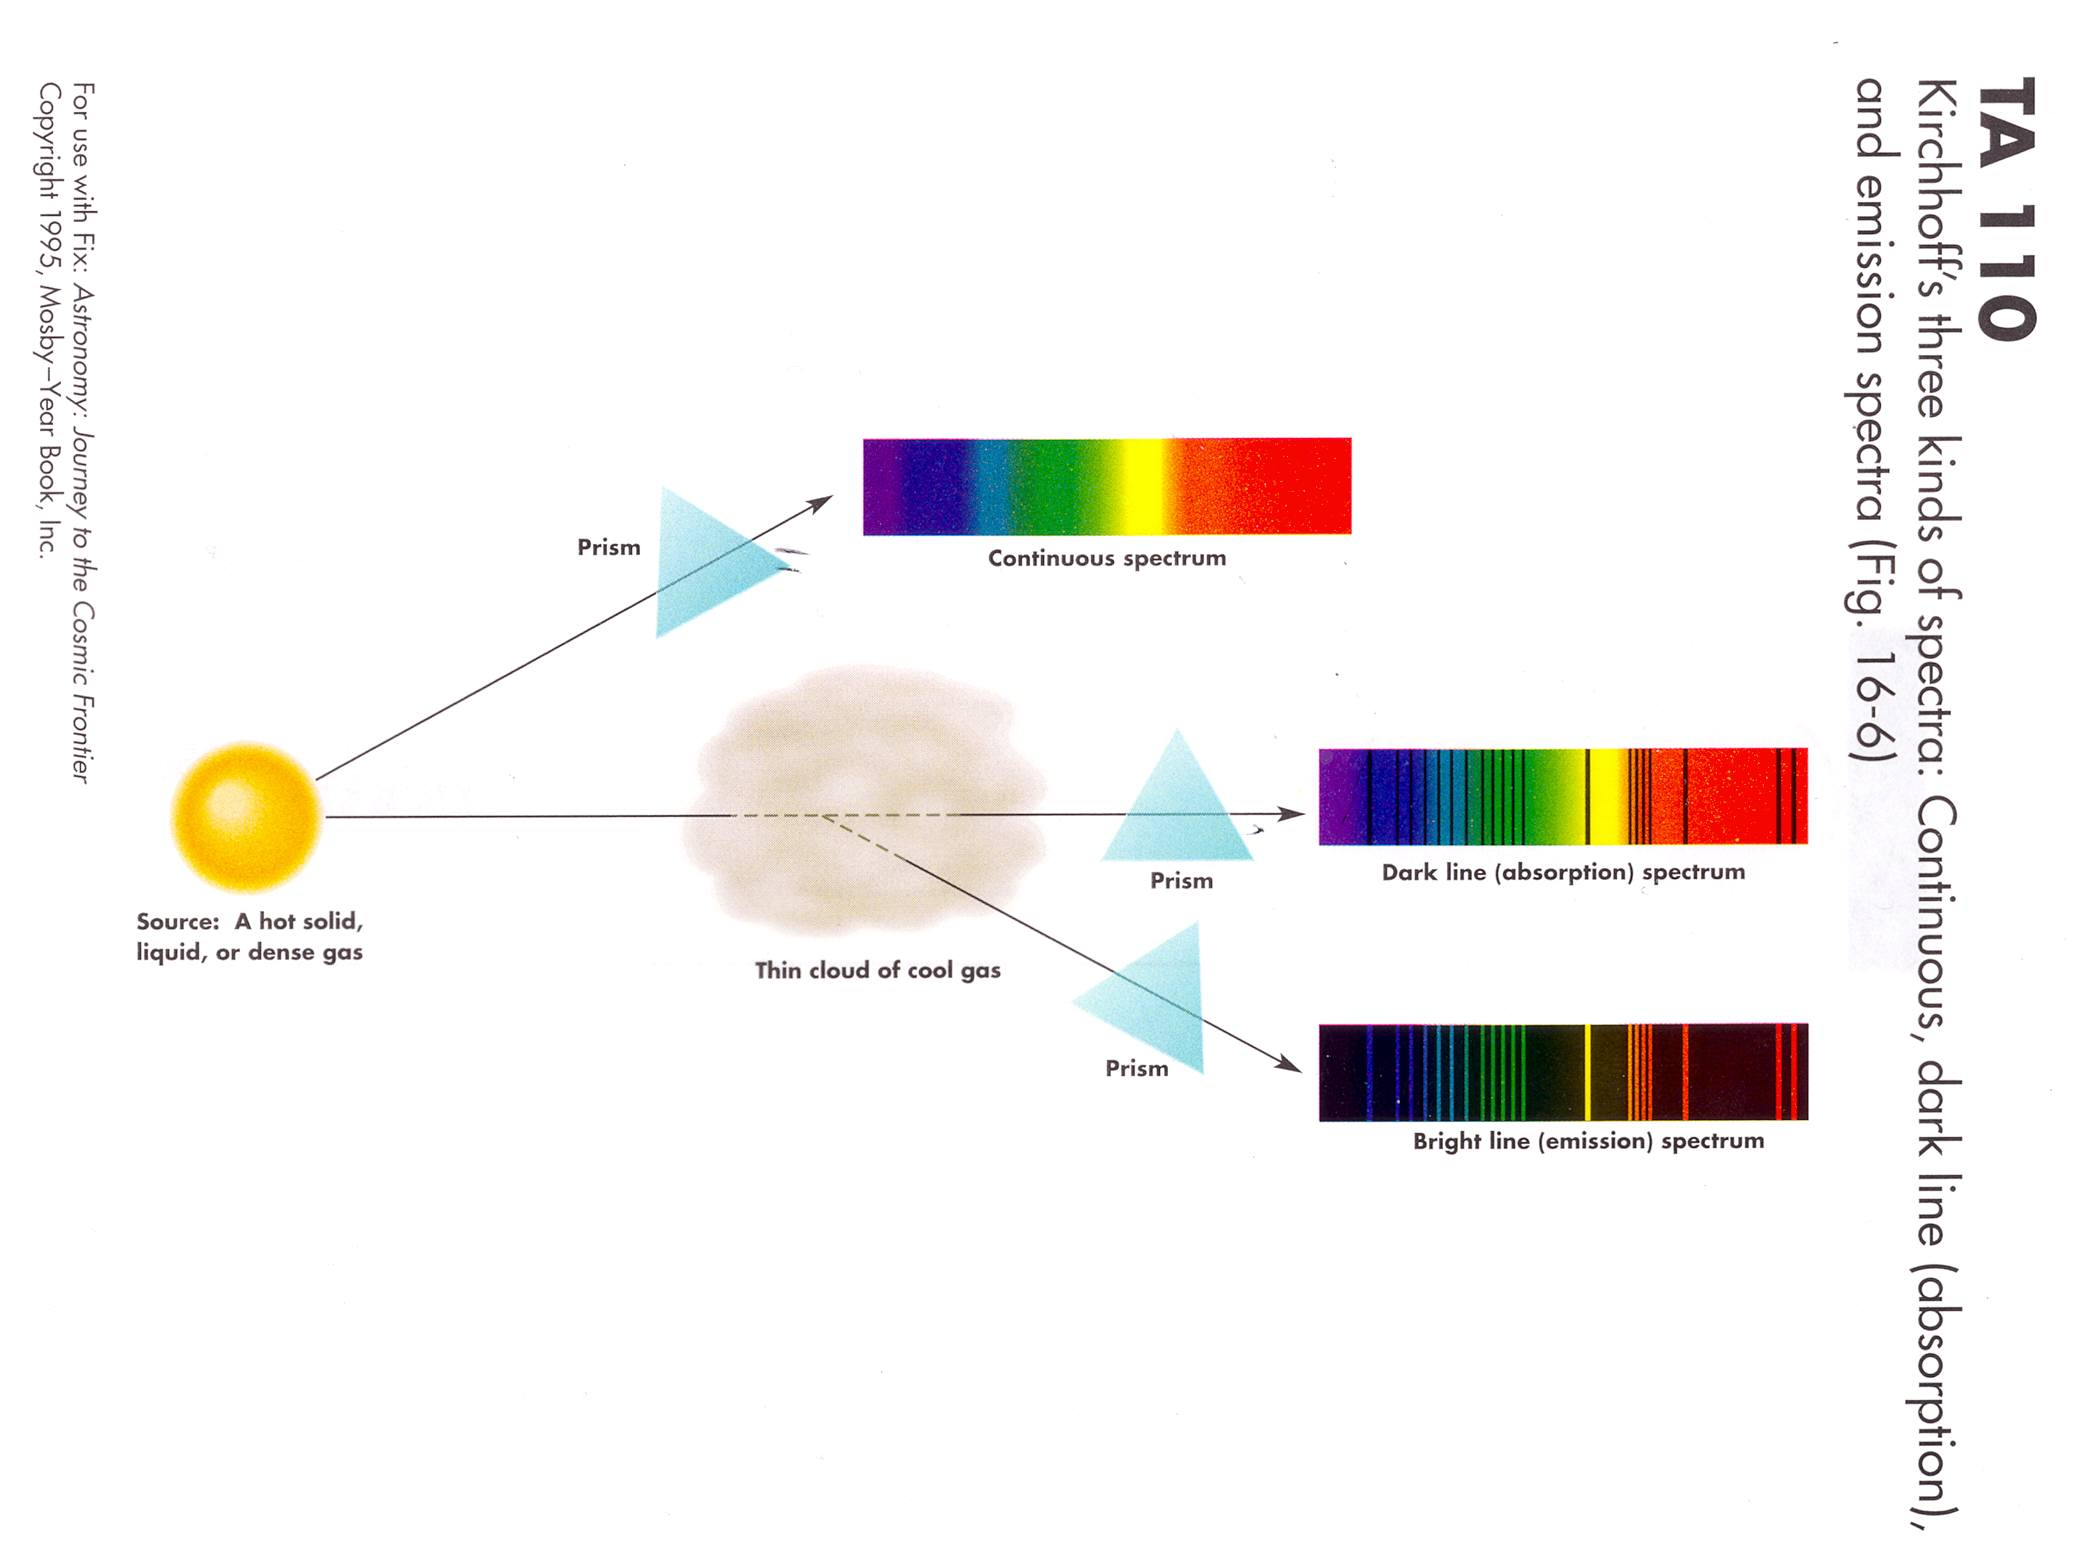 TA 110
Kirchhoff's three kinds of spectra: Continuous, dark line (absorption),
and emission spectra (Fig. 16-6)
Prism
Continuous spectrum
Prism
Dark line (absorption) spectrum
Source: A hot solid,
liquid, or dense gas
Thin cloud of cool gas
Prism
Bright line (emission) spectrum
For use with Fix: Astronomy: Journey to the Cosmic Frontier
Copyright 1995, Mosby–Year Book, Inc.